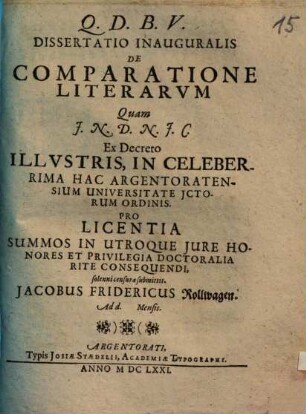 15
Q. D. B. V.
DISSERTATIO INAUGURALIS
DE
COMPARATIONE
LITERARVM
Quam
J. N. D. N. J. C
Ex Decreto
ILLVSTRIS, IN CELEBER-
RIMA HAC ARGENTORATEN-
SIUM UNIVERSITATE JCTO-
RUM ORDINIS.
PRO
LICENTIA
SUMMOS IN UTROQUE JURE HO-
NORES ET PRIVILEGIA DOCTORALIA
RITE CONSEQUENDI,
solenni censuræ submittit.
JACOBUS FRIDERICUS Rollwagen.
Ad d. Mensis.
ARGENTORATI,
Typis JOSIÆ STÆDELII, ACADEMIÆ TYPOGRAPHI.
ANNO M DC LXXI.